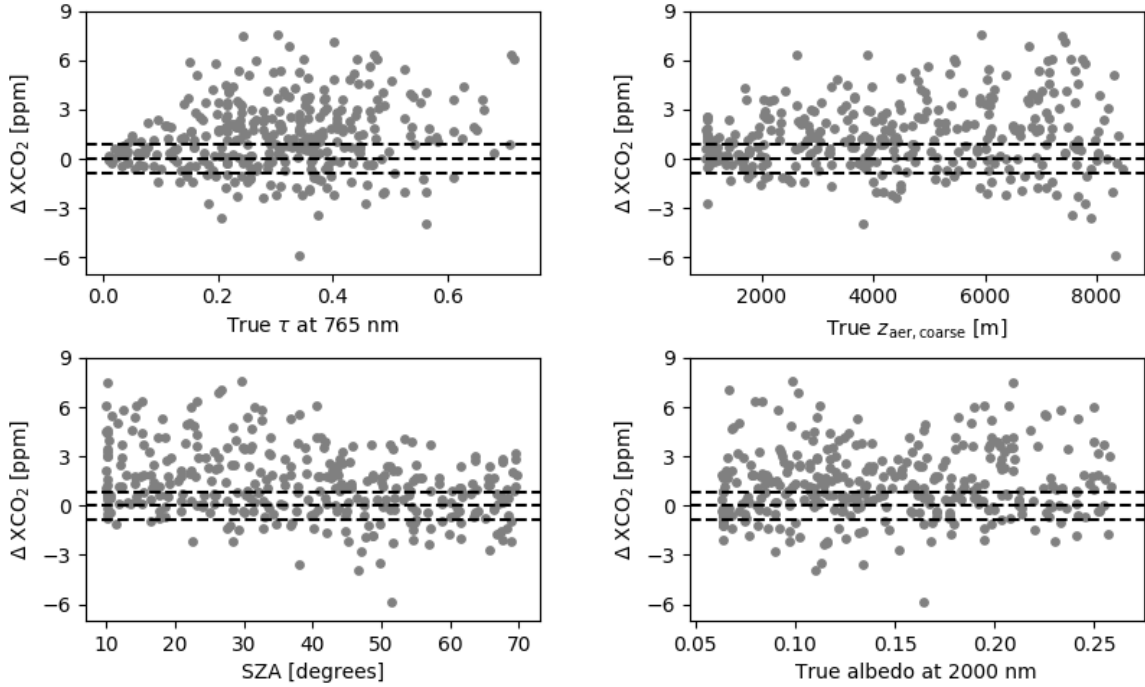 Δ XCO₂ [ppm]
9
6
3
0
−3
−6
0.0 0.2 0.4 0.6
True τ at 765 nm
Δ XCO₂ [ppm]
9
6
3
0
−3
−6
2000 4000 6000 8000
True z_aer, coarse [m]
Δ XCO₂ [ppm]
9
6
3
0
−3
−6
10 20 30 40 50 60 70
SZA [degrees]
Δ XCO₂ [ppm]
9
6
3
0
−3
−6
0.05 0.10 0.15 0.20 0.25
True albedo at 2000 nm